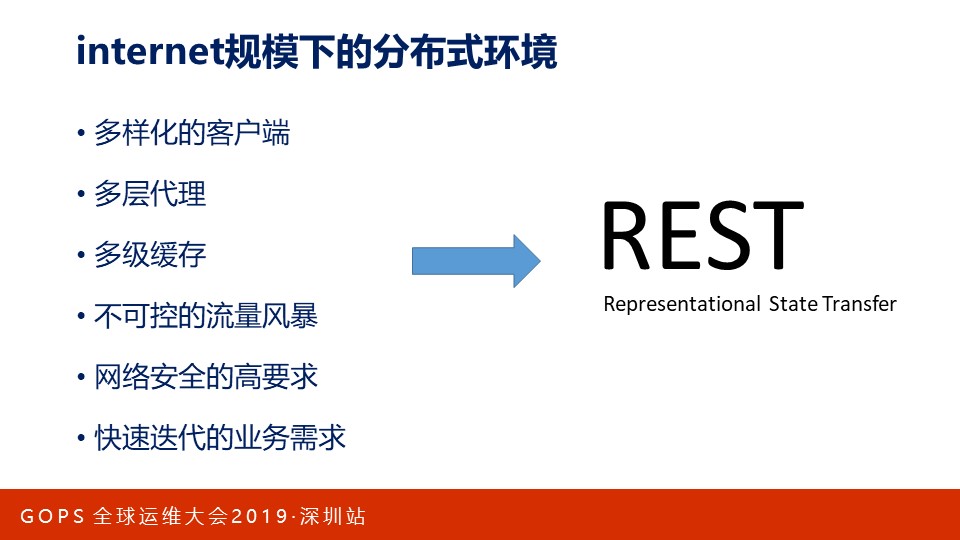 internet规模下的分布式环境
• 多样化的客户端
• 多层代理
• 多级缓存
• 不可控的流量风暴
• 网络安全的高要求
• 快速迭代的业务需求
REST
Representational State Transfer
GOPS 全球运维大会2019·深圳站